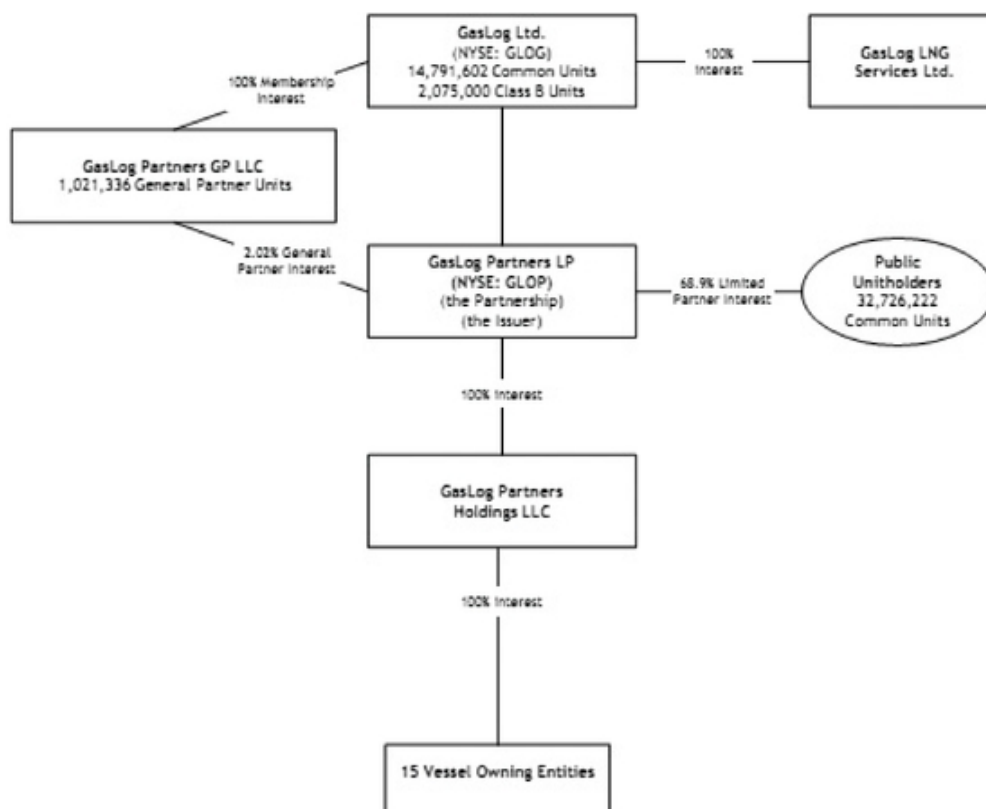 GasLog Ltd.
(NYSE: GLOG)
14,791,602 Common Units
2,075,000 Class B Units
100%
Interest
GasLog LNG
Services Ltd.
100% Membership
Interest
GasLog Partners GP LLC
1,021,336 General Partner Units
2.02% General
Partner Interest
GasLog Partners LP
(NYSE: GLOP)
(the Partnership)
(the Issuer)
68.9% Limited
Partner Interest
Public
Unitholders
32,726,222
Common Units
100% Interest
GasLog Partners
Holdings LLC
100% Interest
15 Vessel Owning Entities